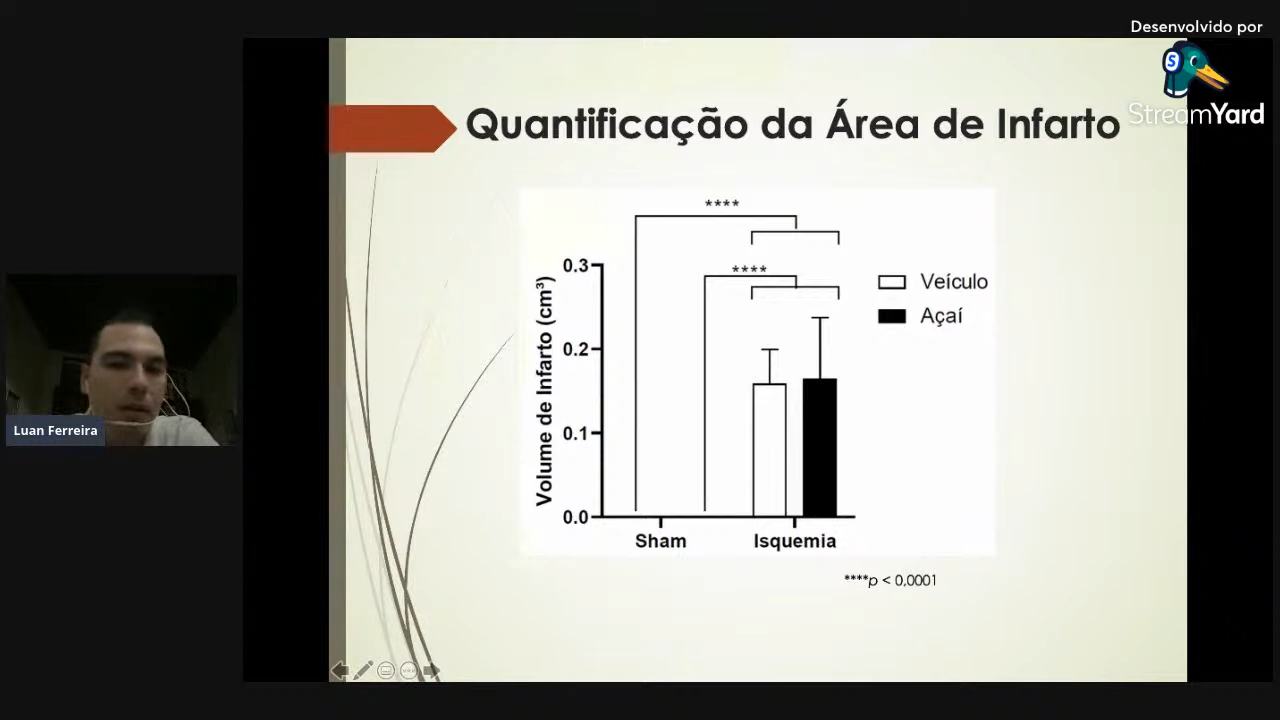 Desenvolvido por
StreamYard
Quantificação da Área de Infarto
****
****
Volume de Infarto (cm³)
0.3
0.2
0.1
0.0
Sham
Isquemia
Veículo
Açaí
****p < 0,0001
Luan Ferreira